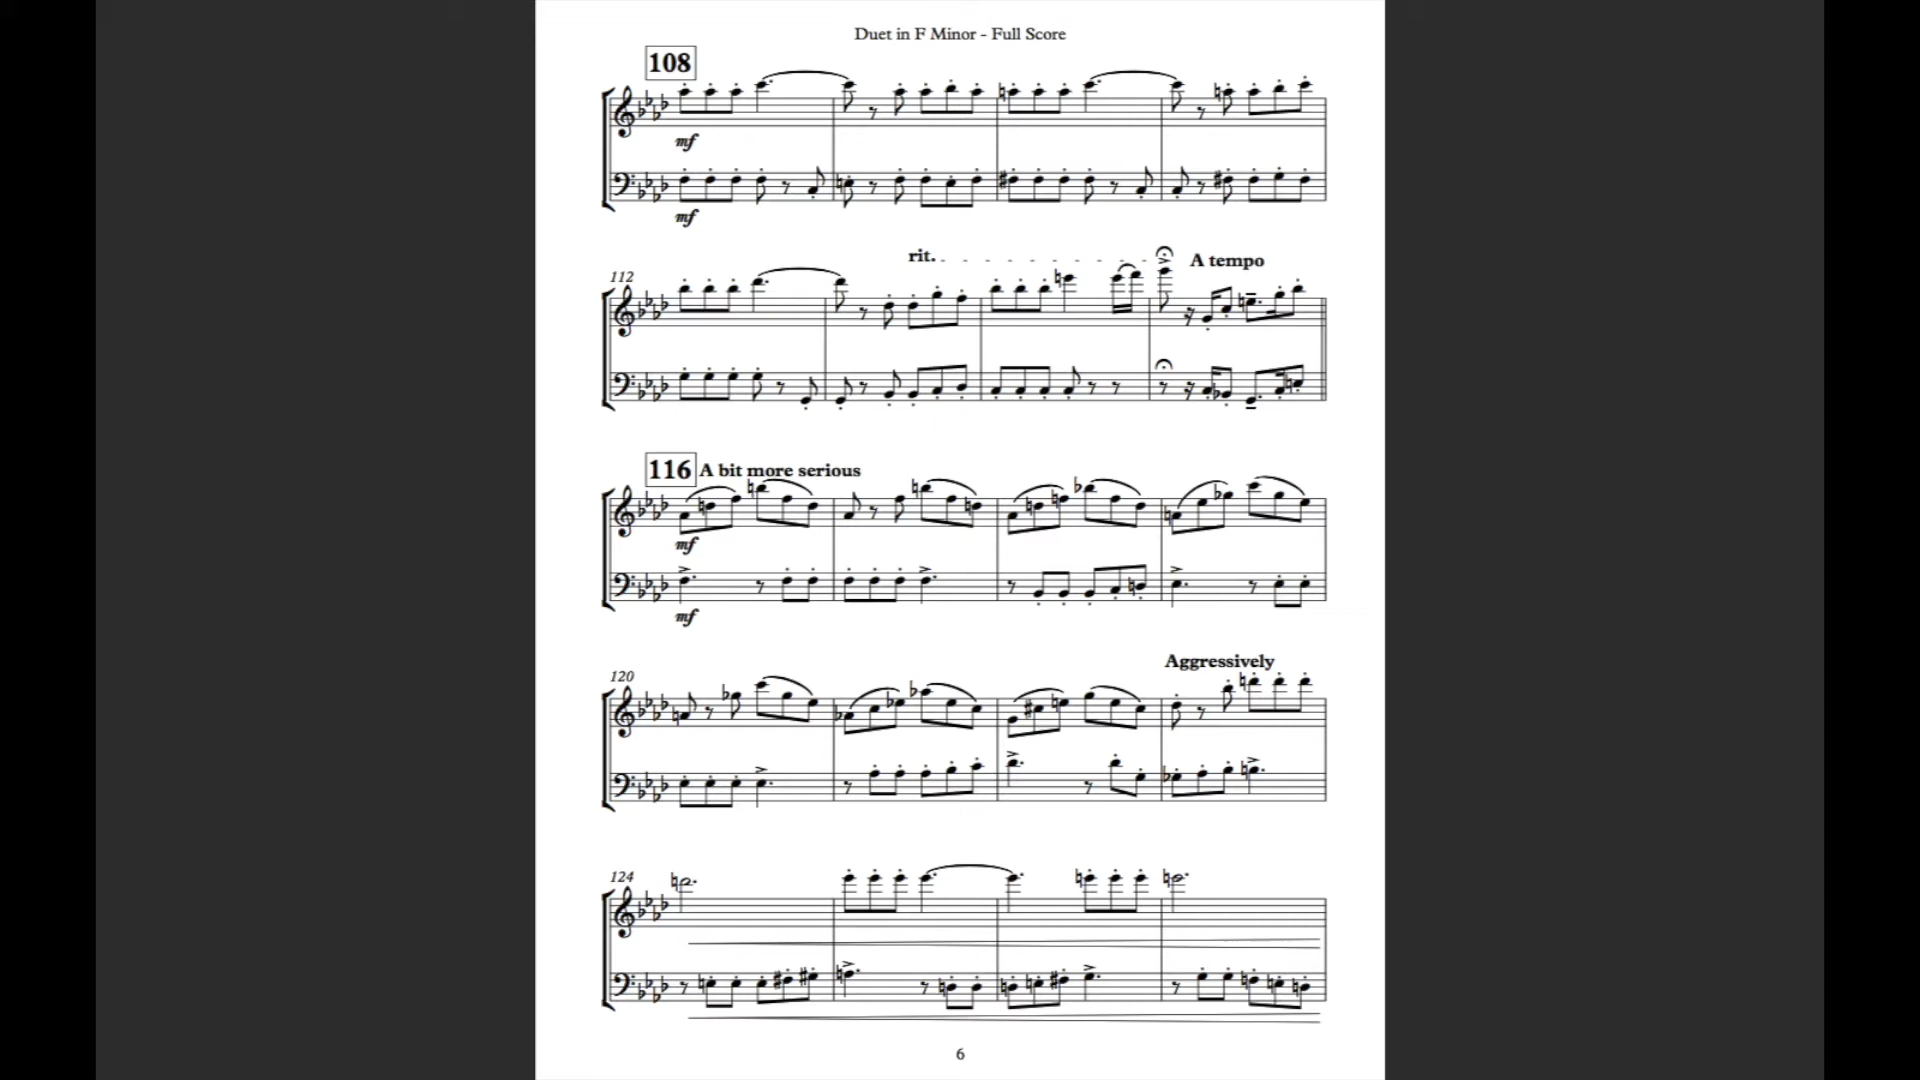 Duet in F Minor - Full Score
108
mf
mf
rit.
A tempo
112
116 A bit more serious
mf
mf
Aggressively
120
124
6